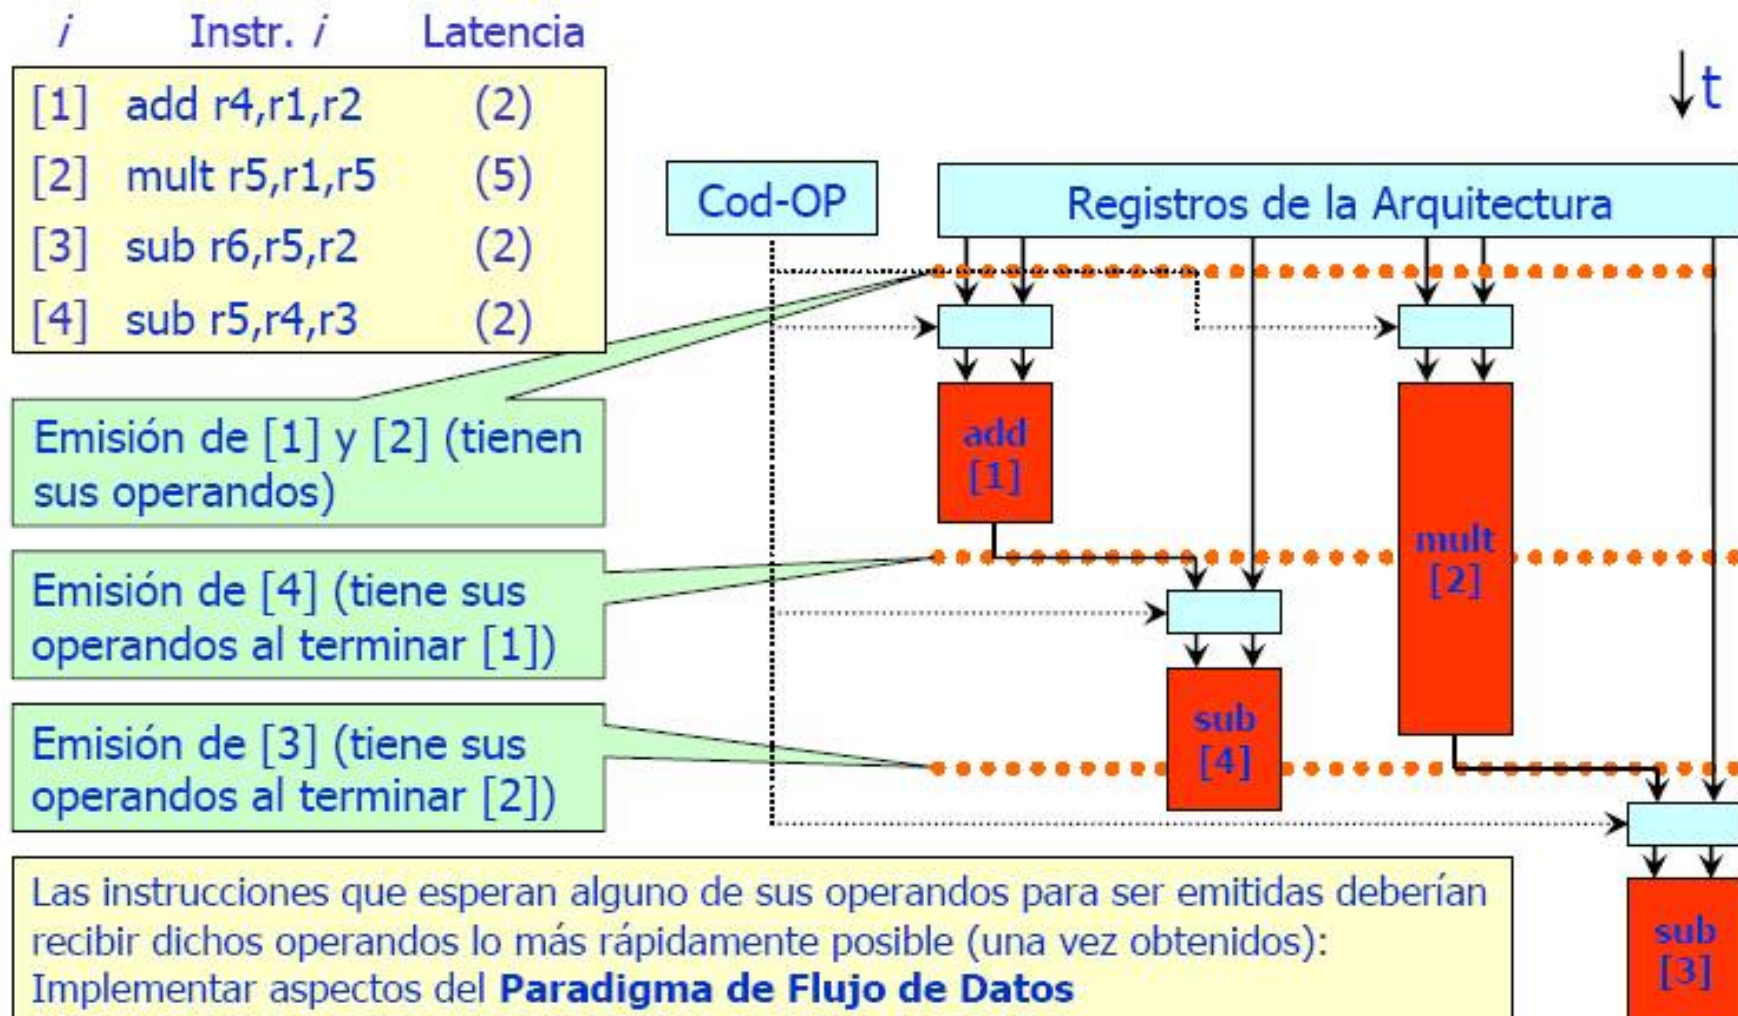 i Instr. i Latencia
[1] add r4,r1,r2 (2)
[2] mult r5,r1,r5 (5)
[3] sub r6,r5,r2 (2)
[4] sub r5,r4,r3 (2)
t
Cod-OP
Registros de la Arquitectura
Emisión de [1] y [2] (tienen
sus operandos)
add
[1]
Emisión de [4] (tiene sus
operandos al terminar [1])
mult
[2]
Emisión de [3] (tiene sus
operandos al terminar [2])
sub
[4]
sub
[3]
Las instrucciones que esperan alguno de sus operandos para ser emitidas deberían
recibir dichos operandos lo más rápidamente posible (una vez obtenidos):
Implementar aspectos del Paradigma de Flujo de Datos